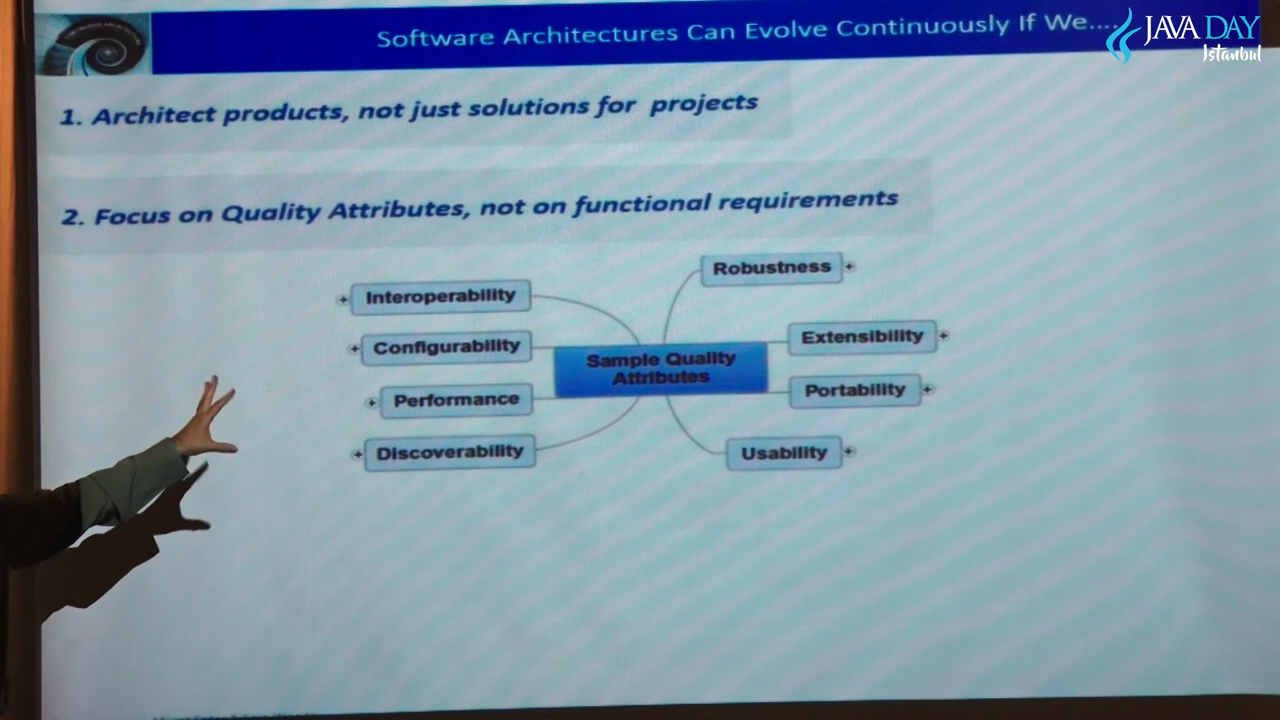 Software Architectures Can Evolve Continuously If We....
JAVA DAY
Istanbul
1. Architect products, not just solutions for projects
2. Focus on Quality Attributes, not on functional requirements
Robustness
Interoperability
Extensibility
Configurability
Sample Quality
Attributes
Portability
Performance
Discoverability
Usability